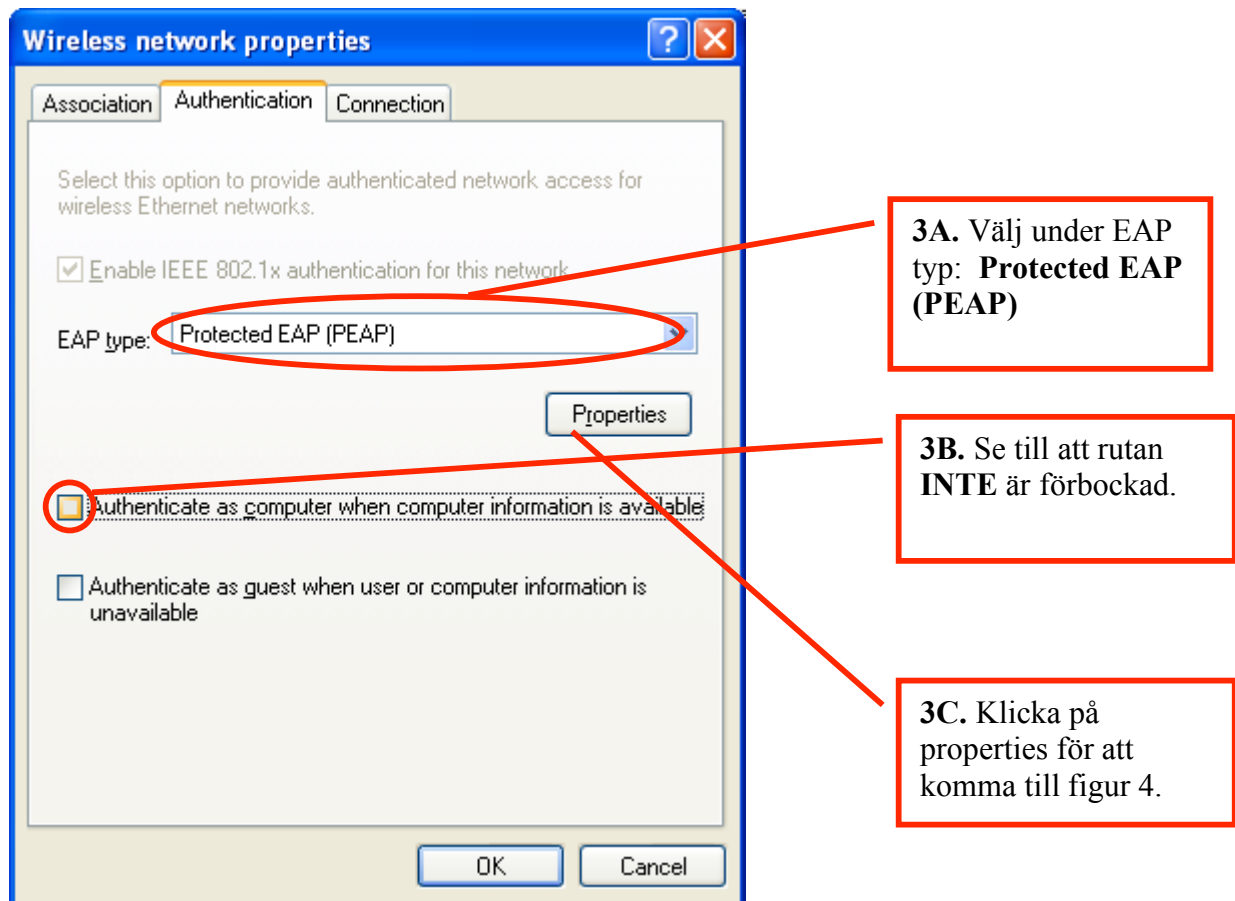 Wireless network properties
Association Authentication Connection
Select this option to provide authenticated network access for
wireless Ethernet networks.
Enable IEEE 802.1x authentication for this network
EAP type: Protected EAP (PEAP)
Properties
Authenticate as computer when computer information is available
Authenticate as guest when user or computer information is
unavailable
OK Cancel
3A. Välj under EAP
typ: Protected EAP
(PEAP)
3B. Se till att rutan
INTE är förbockad.
3C. Klicka på
properties för att
komma till figur 4.